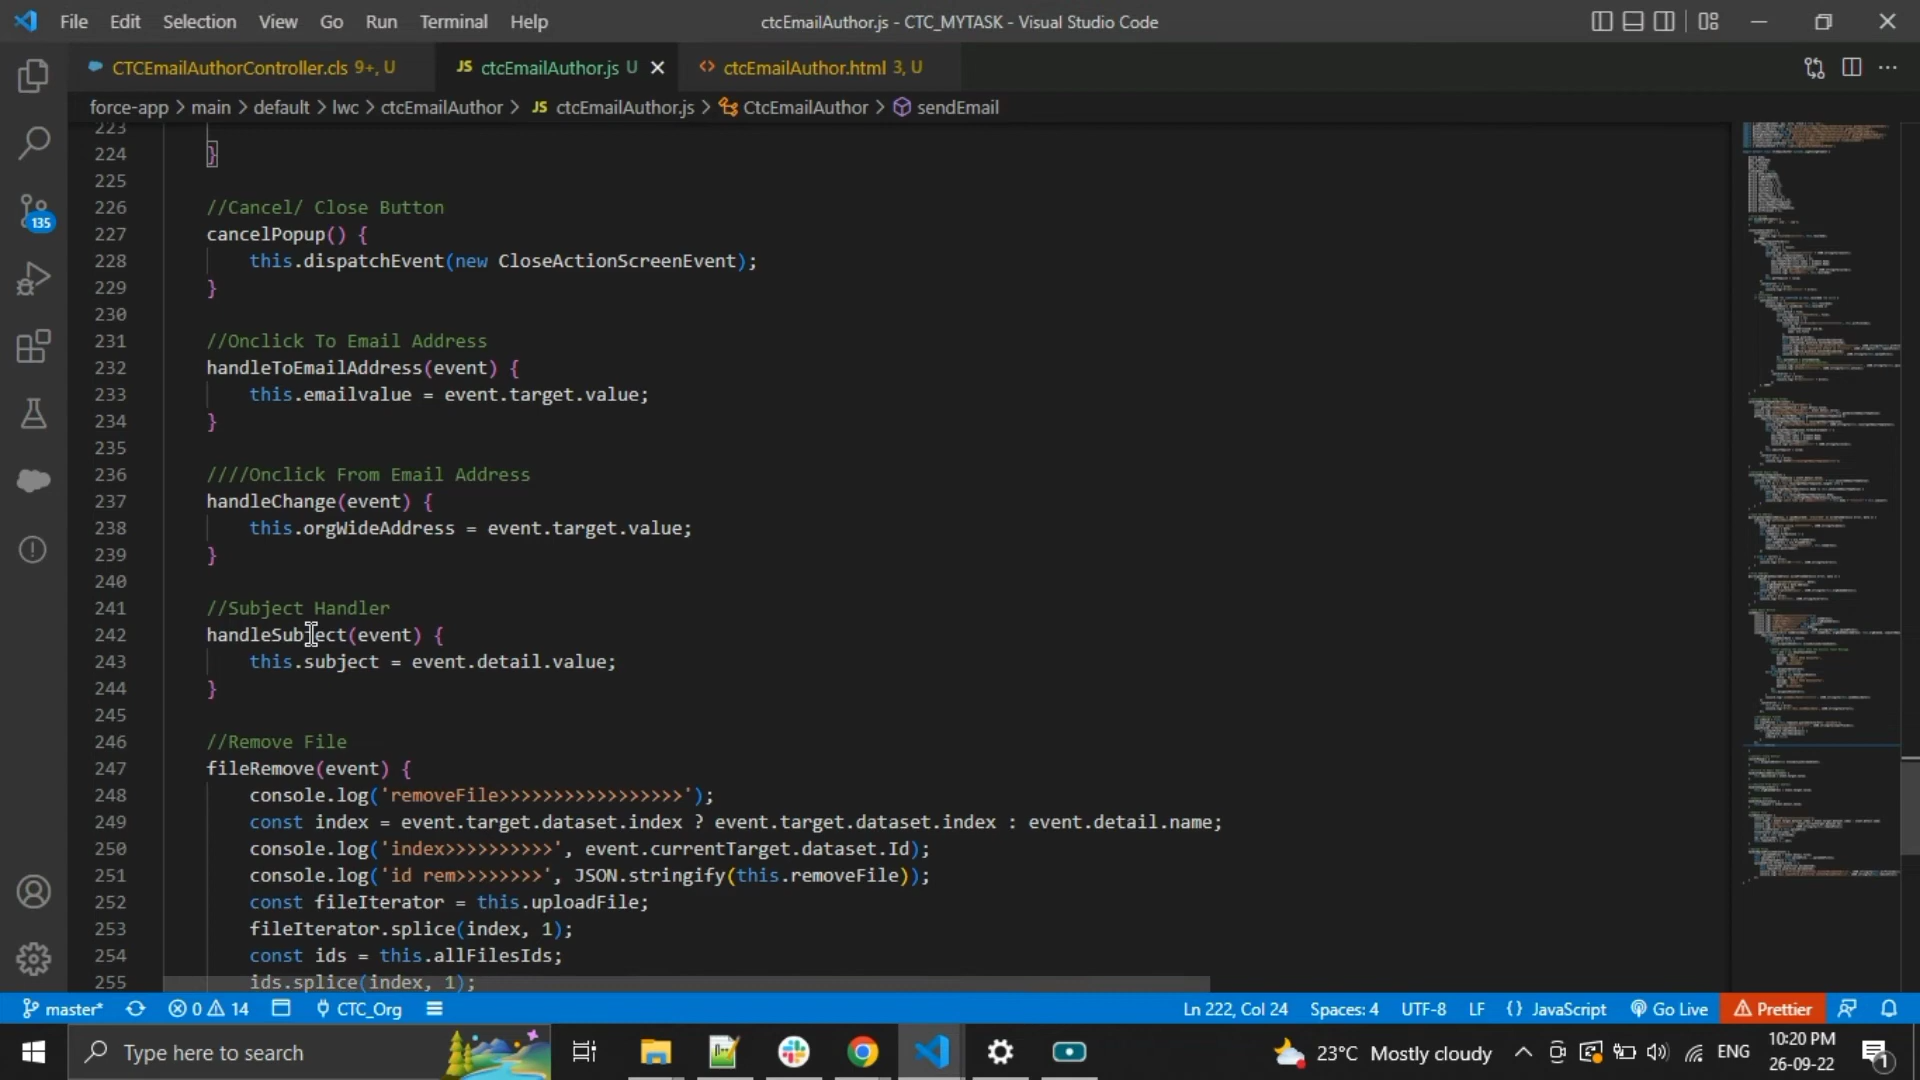 File Edit Selection View Go Run Terminal Help
ctcEmailAuthor.js - CTC_MYTASK - Visual Studio Code
CTCEmailAuthorController.cls 9+, U
JS ctcEmailAuthor.js U
<> ctcEmailAuthor.html 3, U
force-app > main > default > lwc > ctcEmailAuthor > JS ctcEmailAuthor.js > CtcEmailAuthor > sendEmail
223
224 }
225
226 //Cancel/ Close Button
227 cancelPopup() {
228 this.dispatchEvent(new CloseActionScreenEvent);
229 }
230
231 //Onclick To Email Address
232 handleToEmailAddress(event) {
233 this.emailvalue = event.target.value;
234 }
235
236 ////Onclick From Email Address
237 handleChange(event) {
238 this.orgWideAddress = event.target.value;
239 }
240
241 //Subject Handler
242 handleSubject(event) {
243 this.subject = event.detail.value;
244 }
245
246 //Remove File
247 fileRemove(event) {
248 console.log('removeFile>>>>>>>>>>>>>>>>>');
249 const index = event.target.dataset.index ? event.target.dataset.index : event.detail.name;
250 console.log('index>>>>>>>>>>', event.currentTarget.dataset.Id);
251 console.log('id rem>>>>>>>>', JSON.stringify(this.removeFile));
252 const fileIterator = this.uploadFile;
253 fileIterator.splice(index, 1);
254 const ids = this.allFilesIds;
255 ids.splice(index, 1);
135
master* 0 14 CTC_Org
Ln 222, Col 24 Spaces: 4 UTF-8 LF {} JavaScript Go Live Prettier
Type here to search
23°C Mostly cloudy
ENG
10:20 PM
26-09-22
1